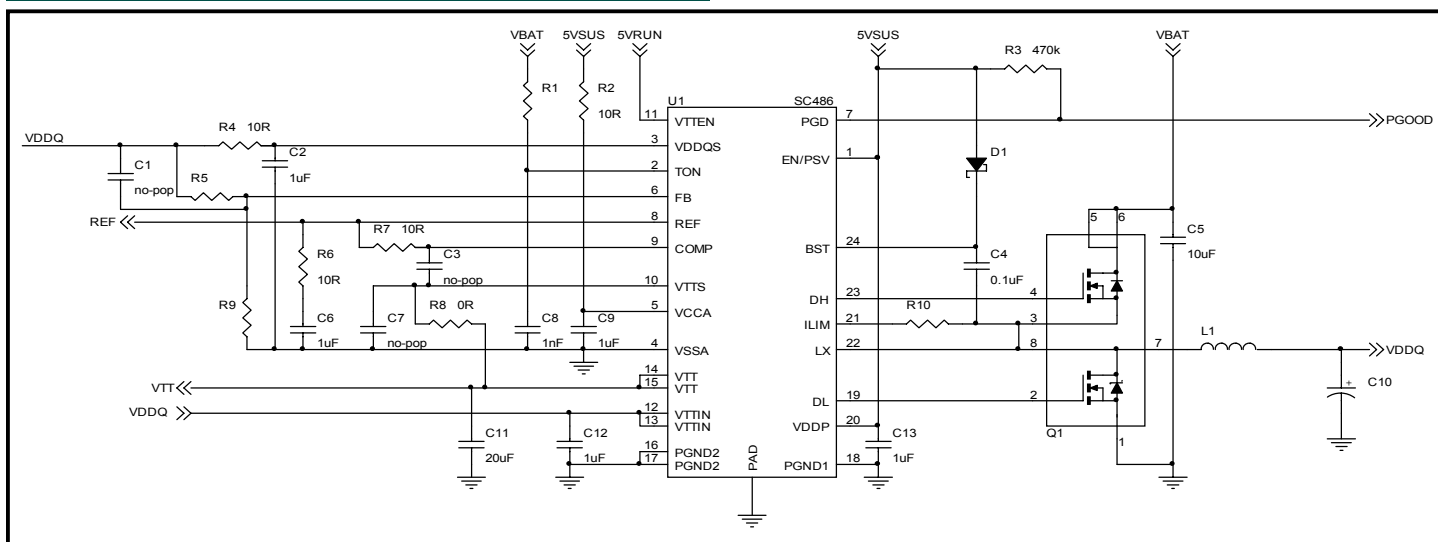 VBAT 5VSUS 5VRUN 5VSUS VBAT
R3 470k
R1 R2
10R
U1 SC486
11 VTTEN PGD 7 PGOOD
VDDQ R4 10R 3 VDDQS
C1 C2 EN/PSV 1 D1
no-pop 1uF 2 TON
R5 6 FB
5 6
REF 8 REF
R7 10R 9 COMP BST 24 C5
R6 C3 C4 10uF
10R no-pop 0.1uF
10 VTTS DH 23 4
R9 R8 0R 5 VCCA ILIM 21 R10 3
C6 C7 C8 C9 L1
1uF no-pop 1nF 1uF 4 VSSA LX 22 8 7 VDDQ
VTT 14 VTT C10
15 VTT DL 19 2
VDDQ 12 VTTIN VDDP 20
13 VTTIN Q1
C11 C12 C13 1
20uF 1uF 16 PGND2 1uF
17 PGND2 PAD PGND1 18